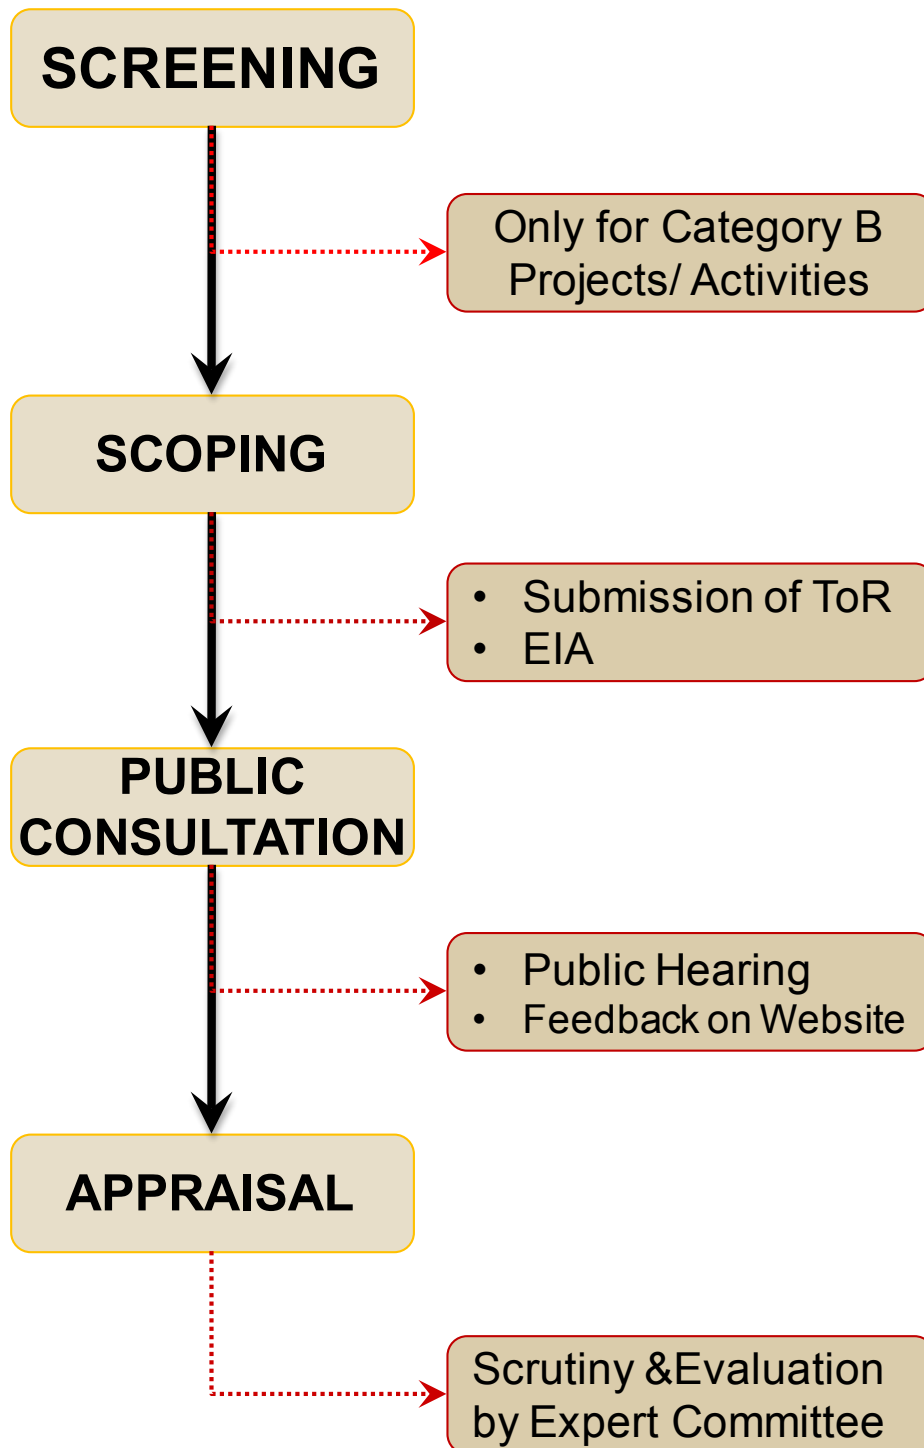 SCREENING
Only for Category B
Projects/ Activities
SCOPING
• Submission of ToR
• EIA
PUBLIC
CONSULTATION
• Public Hearing
• Feedback on Website
APPRAISAL
Scrutiny &Evaluation
by Expert Committee